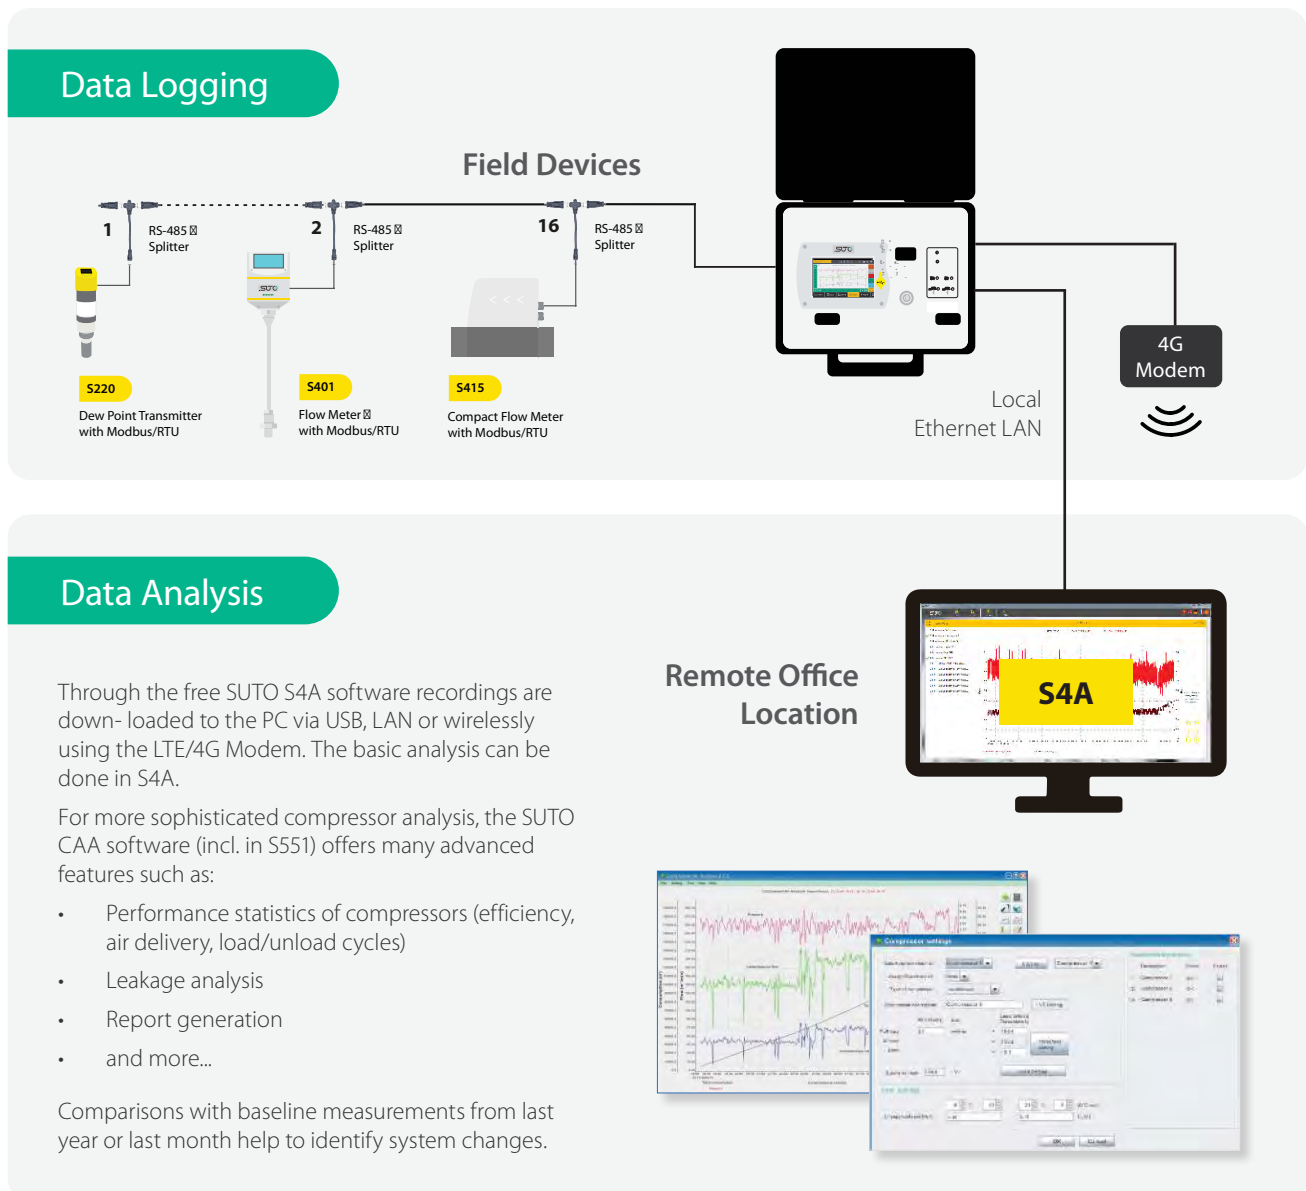 Data Logging
Field Devices
1
RS-485
Splitter
2
RS-485
Splitter
16
RS-485
Splitter
SUTO
SUTO
S220
Dew Point Transmitter
with Modbus/RTU
S401
Flow Meter
with Modbus/RTU
S415
Compact Flow Meter
with Modbus/RTU
4G
Modem
Local
Ethernet LAN
Data Analysis
Through the free SUTO S4A software recordings are
down- loaded to the PC via USB, LAN or wirelessly
using the LTE/4G Modem. The basic analysis can be
done in S4A.
For more sophisticated compressor analysis, the SUTO
CAA software (incl. in S551) offers many advanced
features such as:
• Performance statistics of compressors (efficiency,
air delivery, load/unload cycles)
• Leakage analysis
• Report generation
• and more...
Comparisons with baseline measurements from last
year or last month help to identify system changes.
Remote Office
Location
S4A
Compressor settings
OK